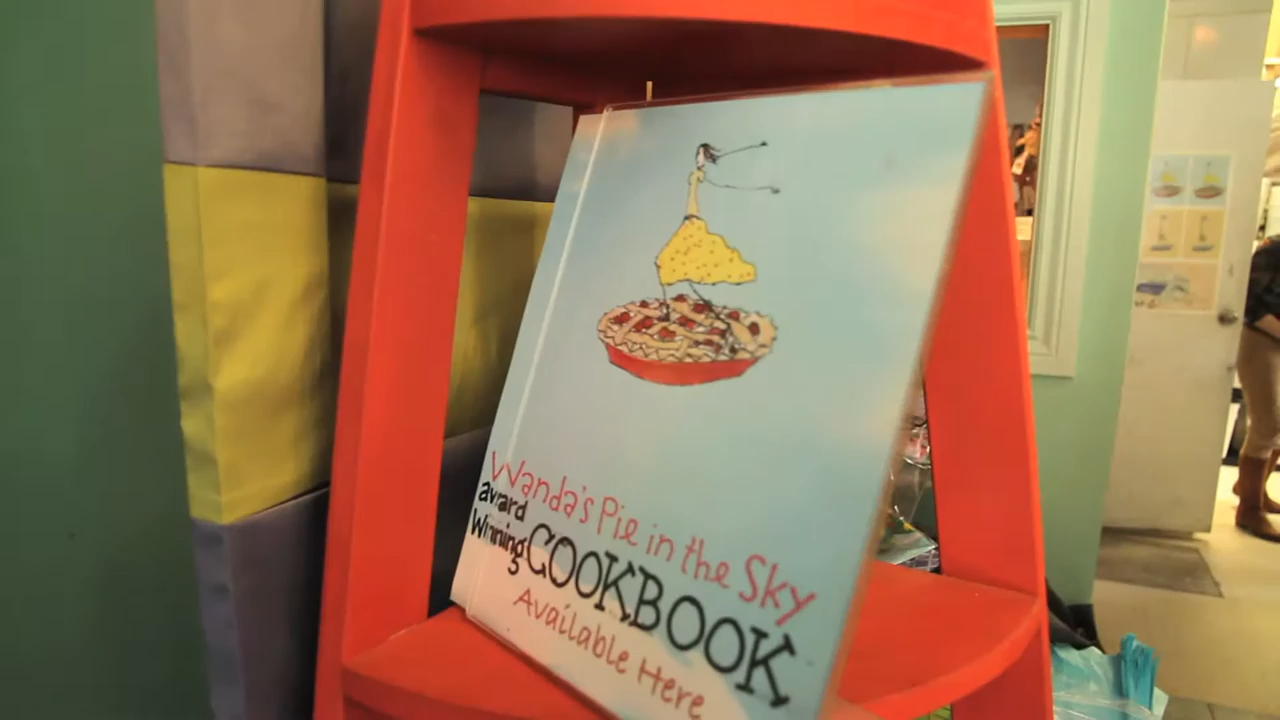 Wanda's Pie in the Sky
award
Winning
COOKBOOK
Available Here